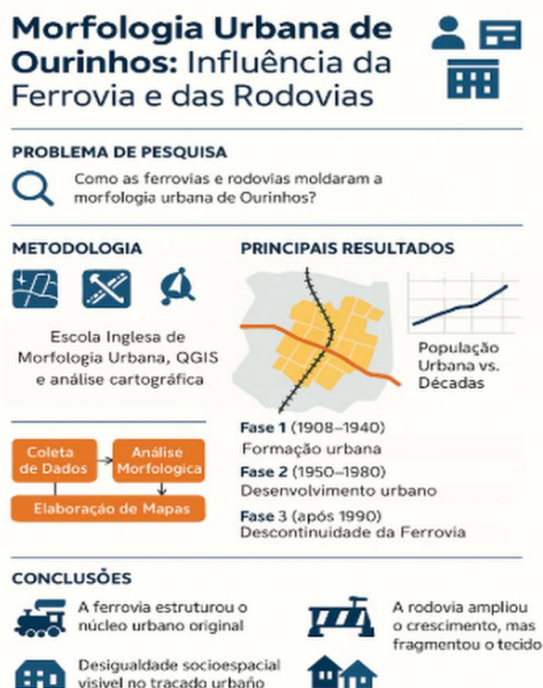 Morfologia Urbana de
Ourinhos: Influência da
Ferrovia e das Rodovias
PROBLEMA DE PESQUISA
Como as ferrovias e rodovias moldaram a
morfologia urbana de Ourinhos?
METODOLOGIA
Escola Inglesa de
Morfologia Urbana, QGIS
e análise cartográfica
Coleta
de Dados
Análise
Morfologica
Elaboração de Mapas
PRINCIPAIS RESULTADOS
População
Urbana vs.
Décadas
Fase 1 (1908–1940)
Formação urbana
Fase 2 (1950–1980)
Desenvolvimento urbano
Fase 3 (após 1990)
Descontinuidade da Ferrovia
CONCLUSÕES
A ferrovia estruturou o
núcleo urbano original
A rodovia ampliou
o crescimento, mas
fragmentou o tecido
Desigualdade socioespacial
visivel no traçado urbano